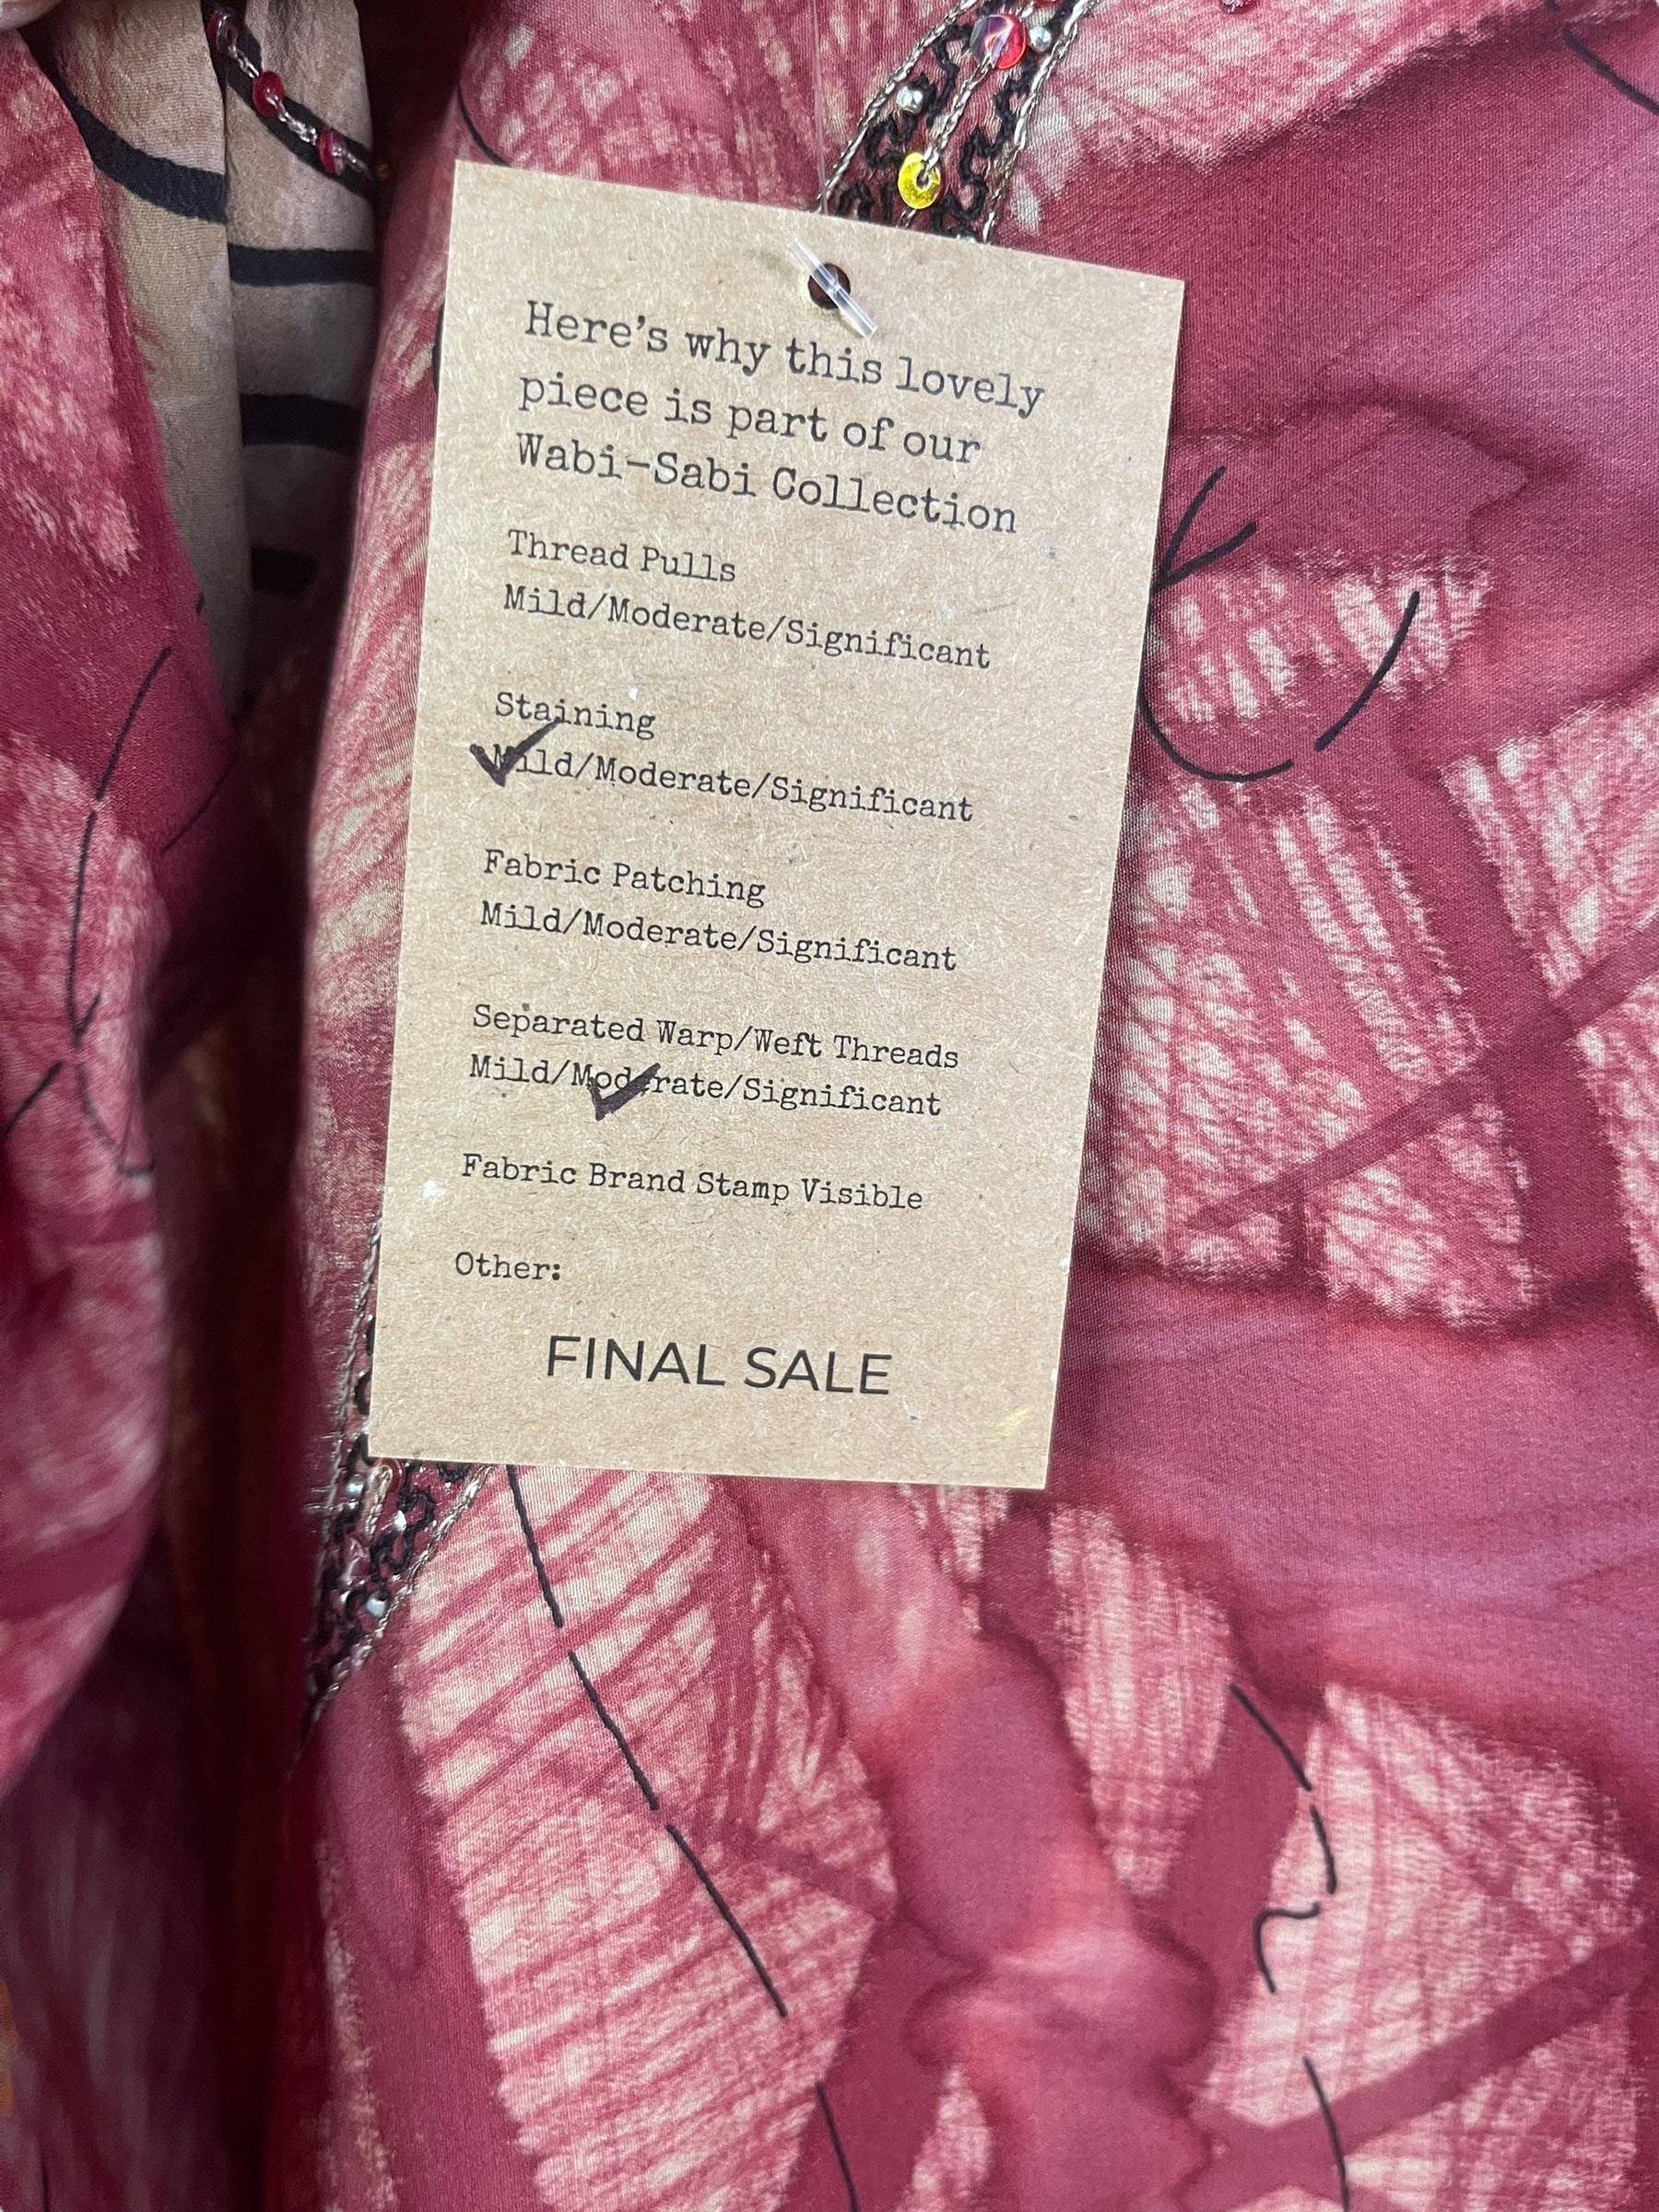 Here's why this lovely
piece is part of our
Wabi-Sabi Collection
Thread Pulls
Mild/Moderate/Significant
Staining
Mild/Moderate/Significant
Fabric Patching
Mild/Moderate/Significant
Separated Warp/Weft Threads
Mild/Moderate/Significant
Fabric Brand Stamp Visible
Other:
FINAL SALE